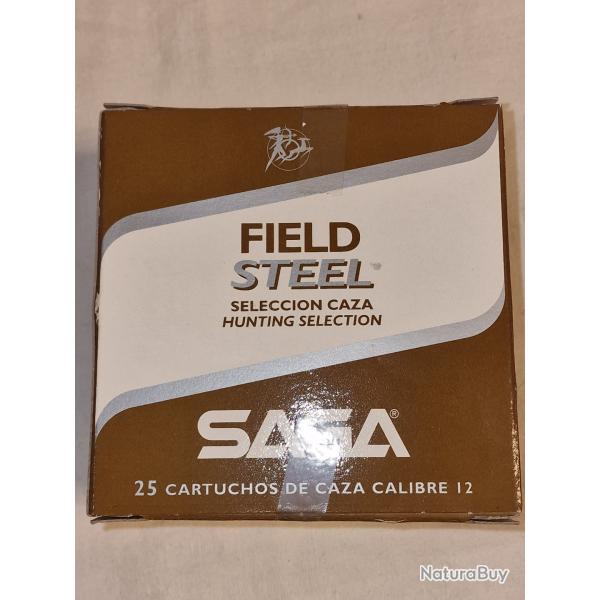 FIELD
STEEL™
SELECCION CAZA
HUNTING SELECTION
SAGA®
25 CARTUCHOS DE CAZA CALIBRE 12
NaturaBuy